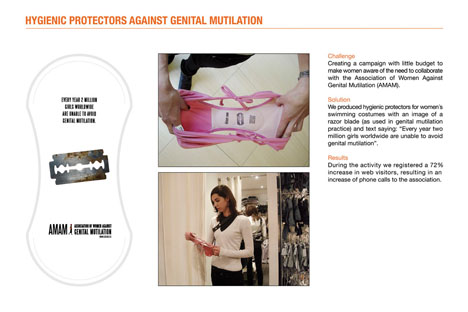 HYGIENIC PROTECTORS AGAINST GENITAL MUTILATION
EVERY YEAR 2 MILLION
GIRLS WORLDWIDE
ARE UNABLE TO AVOID
GENITAL MUTILATION.
AMAM
ASSOCIATION OF WOMEN AGAINST
GENITAL MUTILATION
Challenge
Creating a campaign with little budget to
make women aware of the need to collaborate
with the Association of Women Against
Genital Mutilation (AMAM).
Solution
We produced hygienic protectors for women's
swimming costumes with an image of a
razor blade (as used in genital mutilation
practice) and text saying: "Every year two
million girls worldwide are unable to avoid
genital mutilation".
Results
During the activity we registered a 72%
increase in web visitors, resulting in an
increase of phone calls to the association.